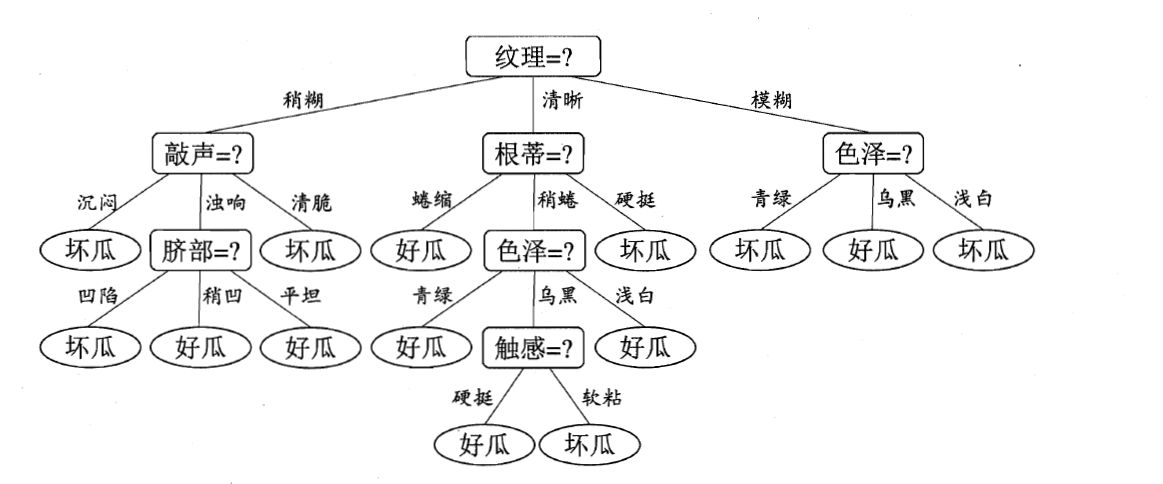 纹理=?
稍糊 清晰 模糊
敲声=? 根蒂=? 色泽=?
沉闷 浊响 清脆 蜷缩 稍蜷 硬挺 青绿 乌黑 浅白
坏瓜 脐部=? 坏瓜 好瓜 色泽=? 坏瓜 坏瓜 好瓜 坏瓜
凹陷 稍凹 平坦 青绿 乌黑 浅白
坏瓜 好瓜 好瓜 好瓜 触感=? 好瓜
硬挺 软粘
好瓜 坏瓜